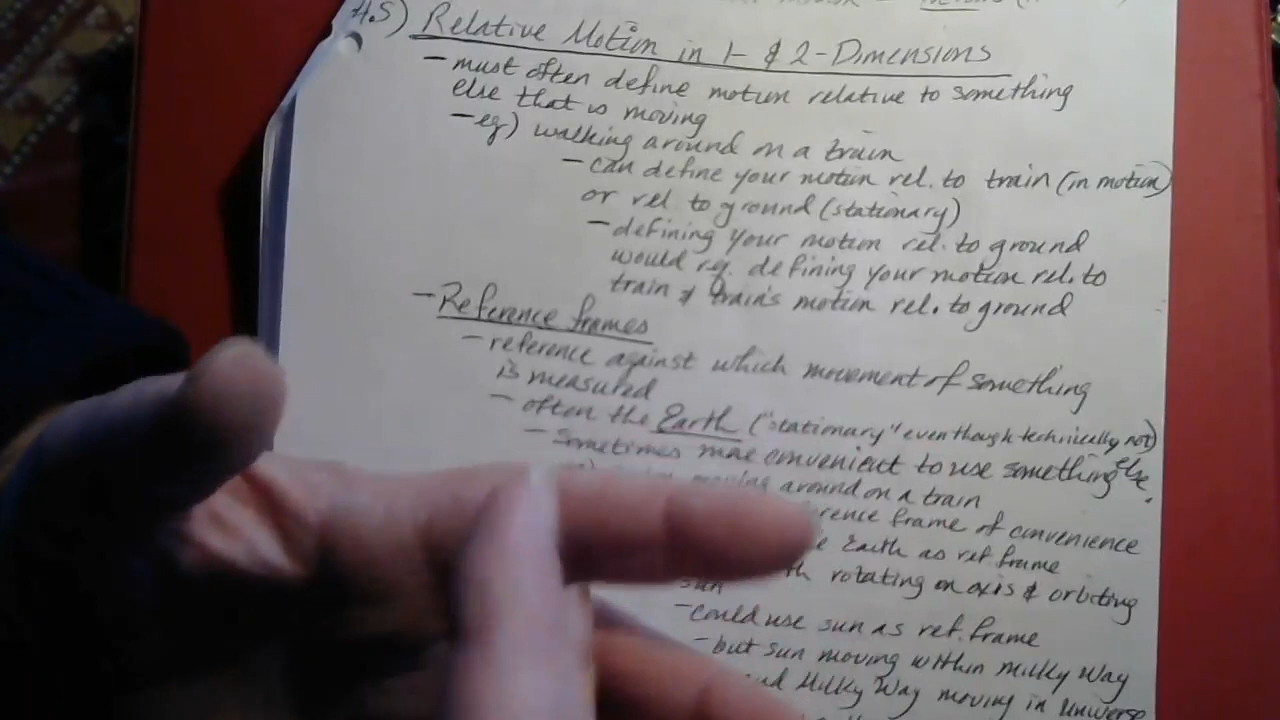 4.5) Relative Motion in 1- & 2-Dimensions
- must often define motion relative to something
else that is moving
- eg) walking around on a train
- can define your motion rel. to train (in motion)
or rel. to ground (stationary)
- defining your motion rel. to ground
would req. defining your motion rel. to
train & train's motion rel. to ground
- Reference frames
- reference against which movement of something
is measured
- often the Earth ("stationary" even though technically not)
- Sometimes more convenient to use something else.
moving around on a train
frame of convenience
Earth as ref frame
rotating on axis & orbiting
sun
- could use sun as ref. frame
- but sun moving within Milky Way
Milky Way moving in Universe